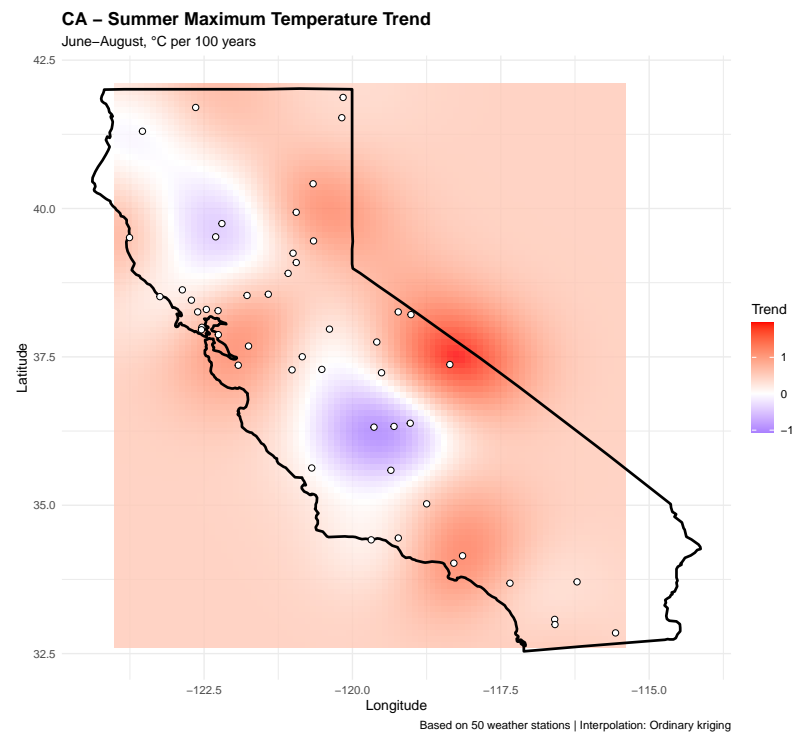 CA − Summer Maximum Temperature Trend
June−August, °C per 100 years
42.5
40.0
37.5
35.0
32.5
Latitude
−122.5
−120.0
−117.5
−115.0
Longitude
Trend
1
0
−1
Based on 50 weather stations | Interpolation: Ordinary kriging